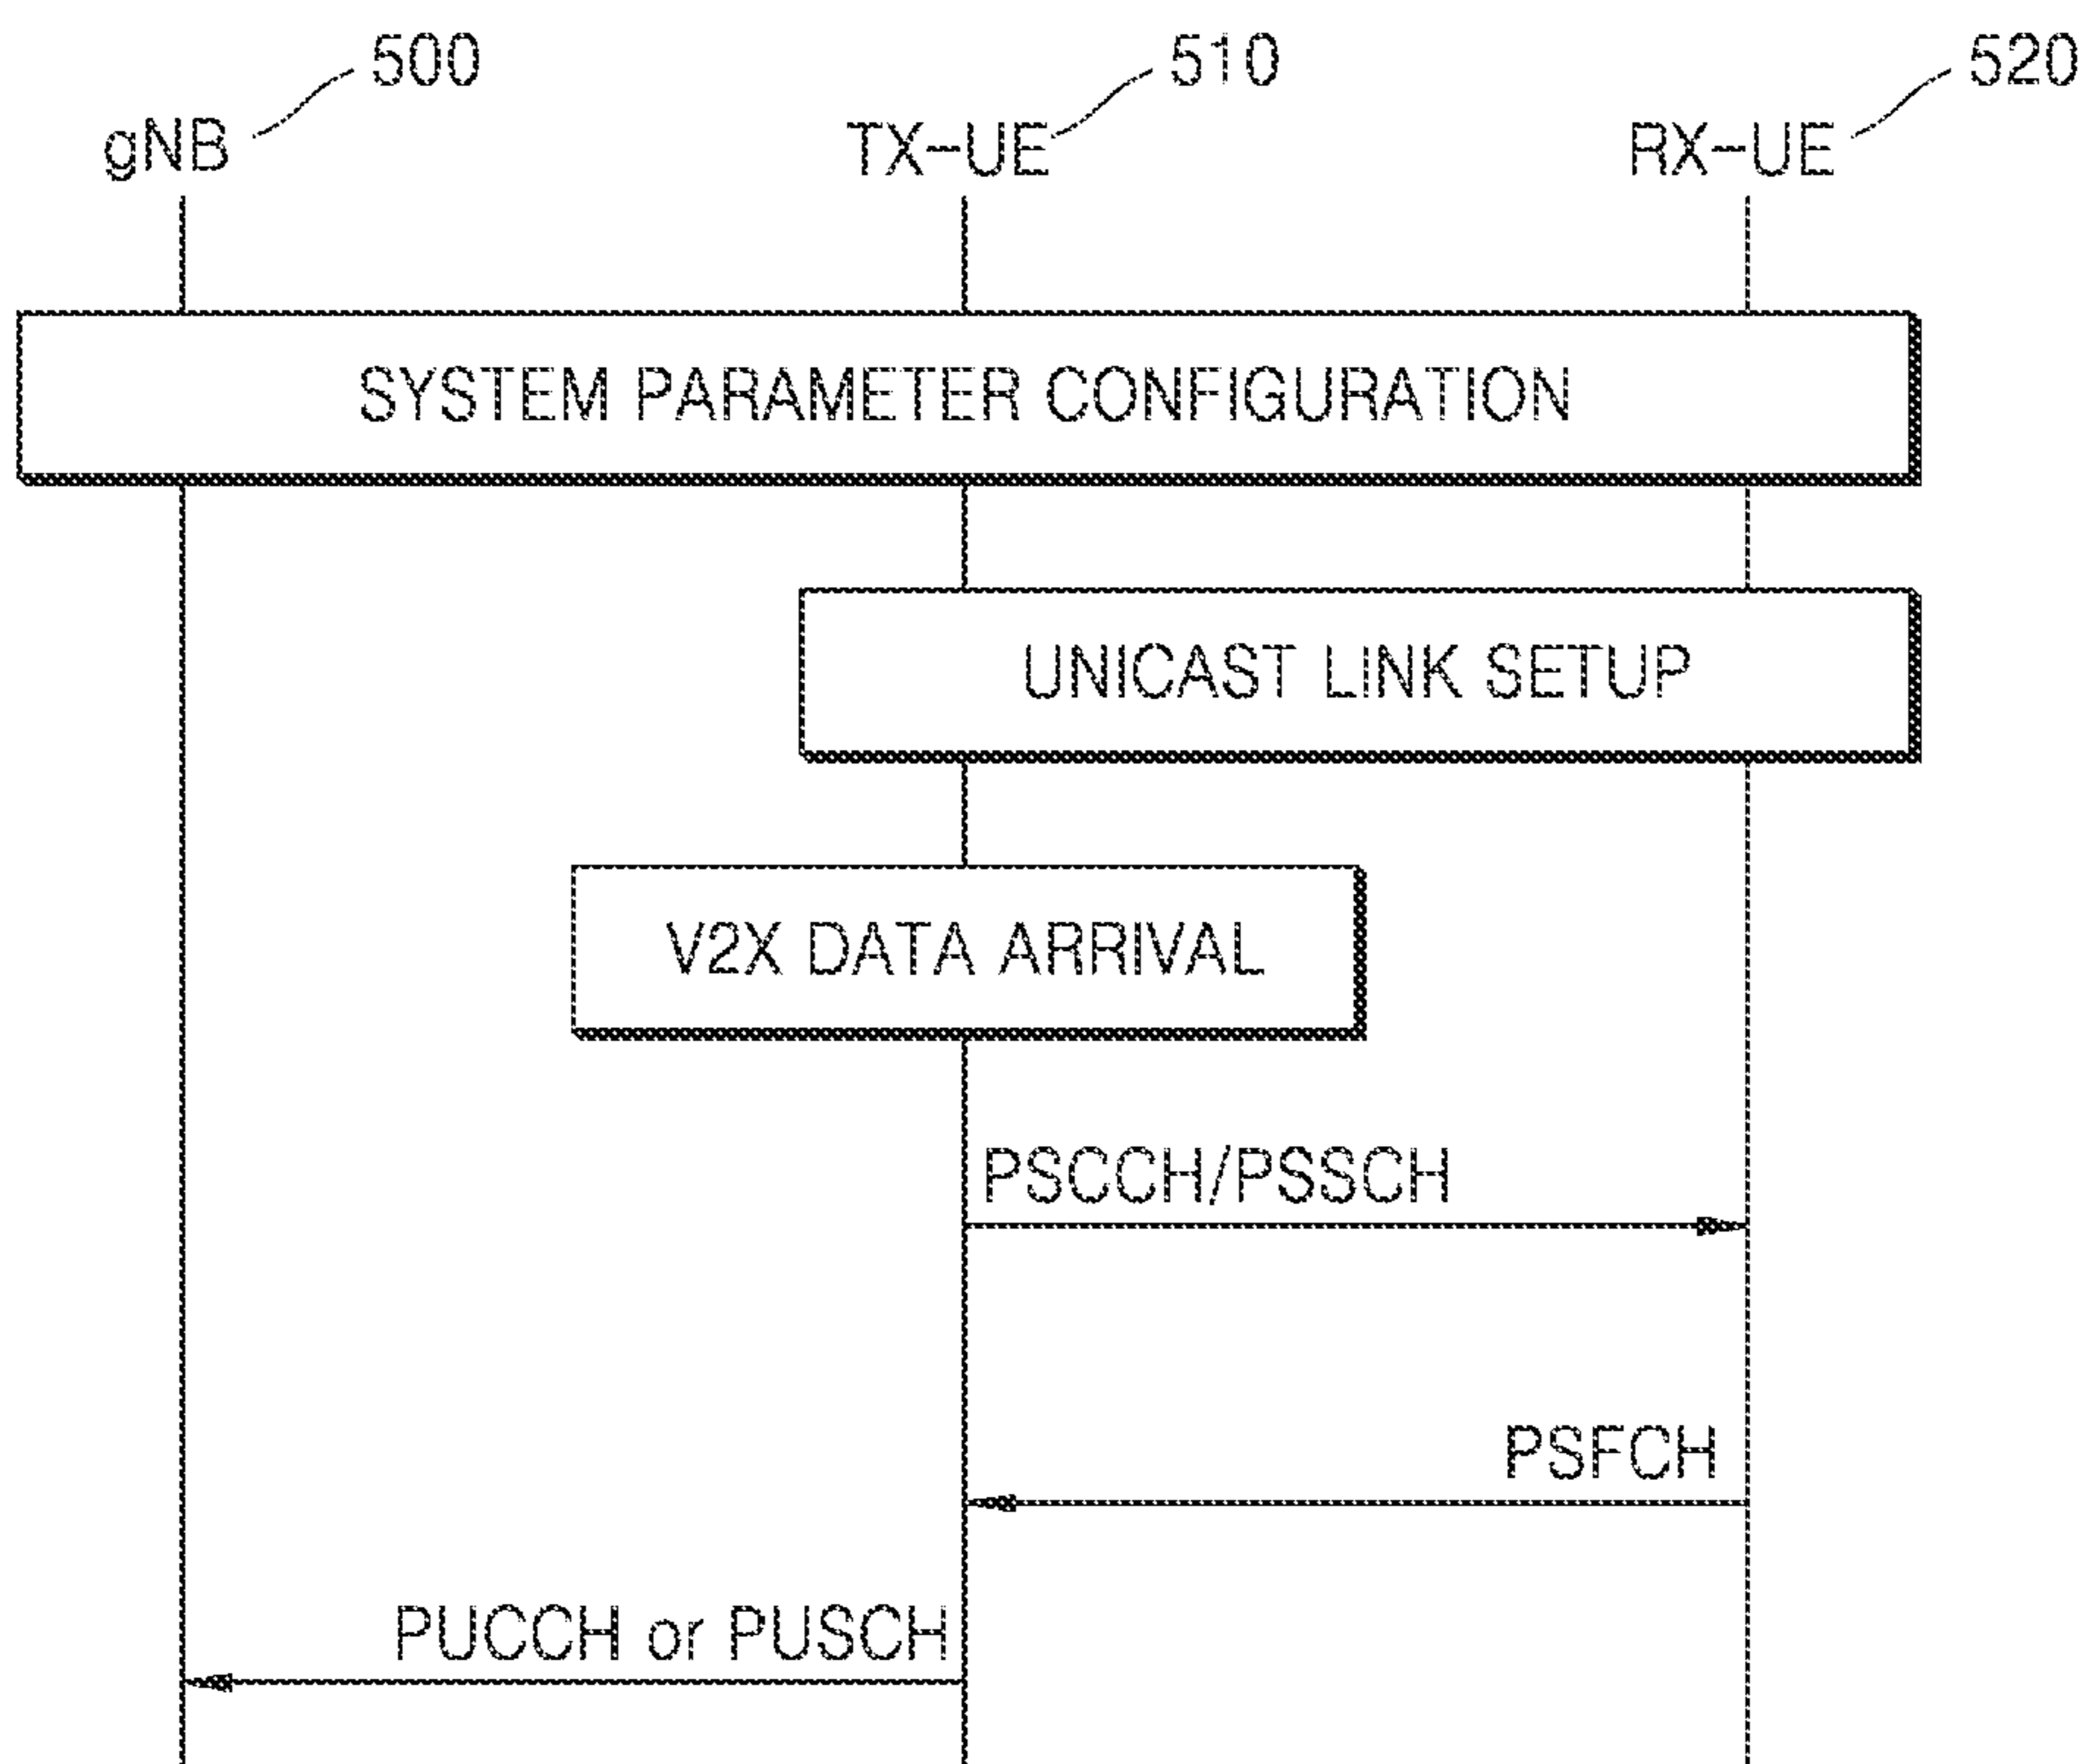 500
510
520
gNB
TX-UE
RX-UE
SYSTEM PARAMETER CONFIGURATION
UNICAST LINK SETUP
V2X DATA ARRIVAL
PSCCH/PSSCH
PSFCH
PUCCH or PUSCH